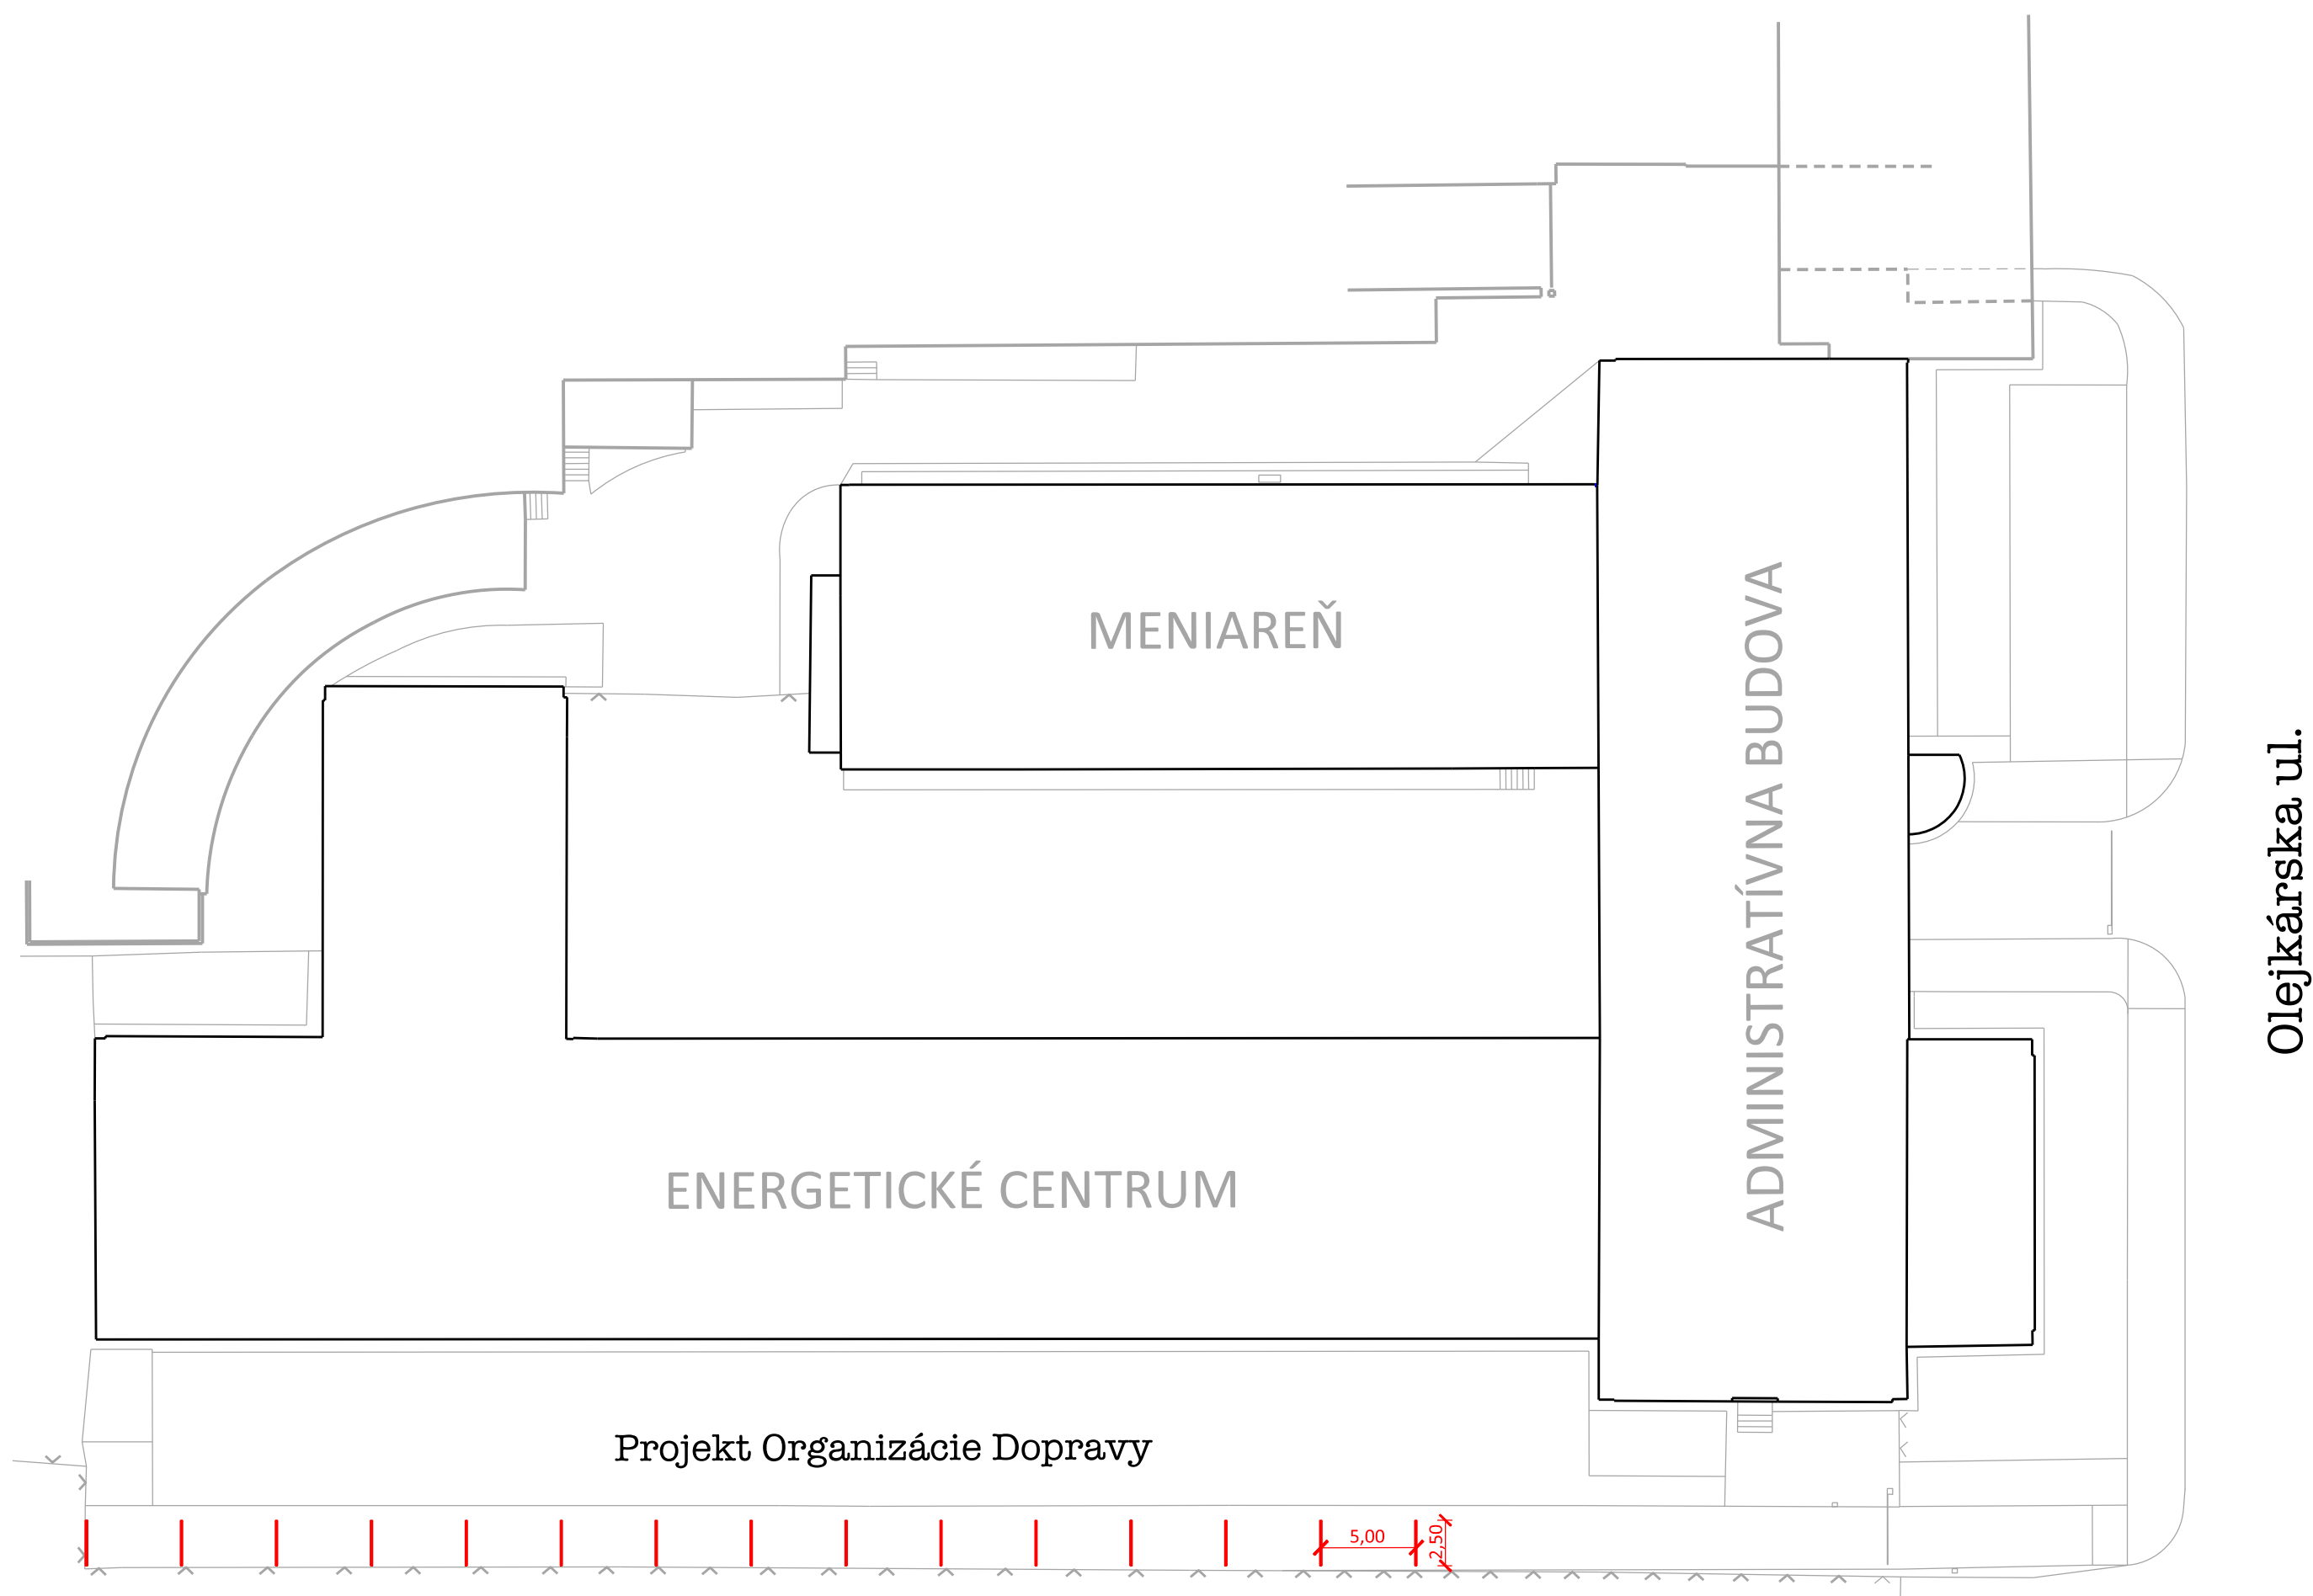 MENIAREŇ
ADMINISTRATÍVNA BUDOVA
Olejkárska ul.
ENERGETICKÉ CENTRUM
Projekt Organizácie Dopravy
5,00
2,50